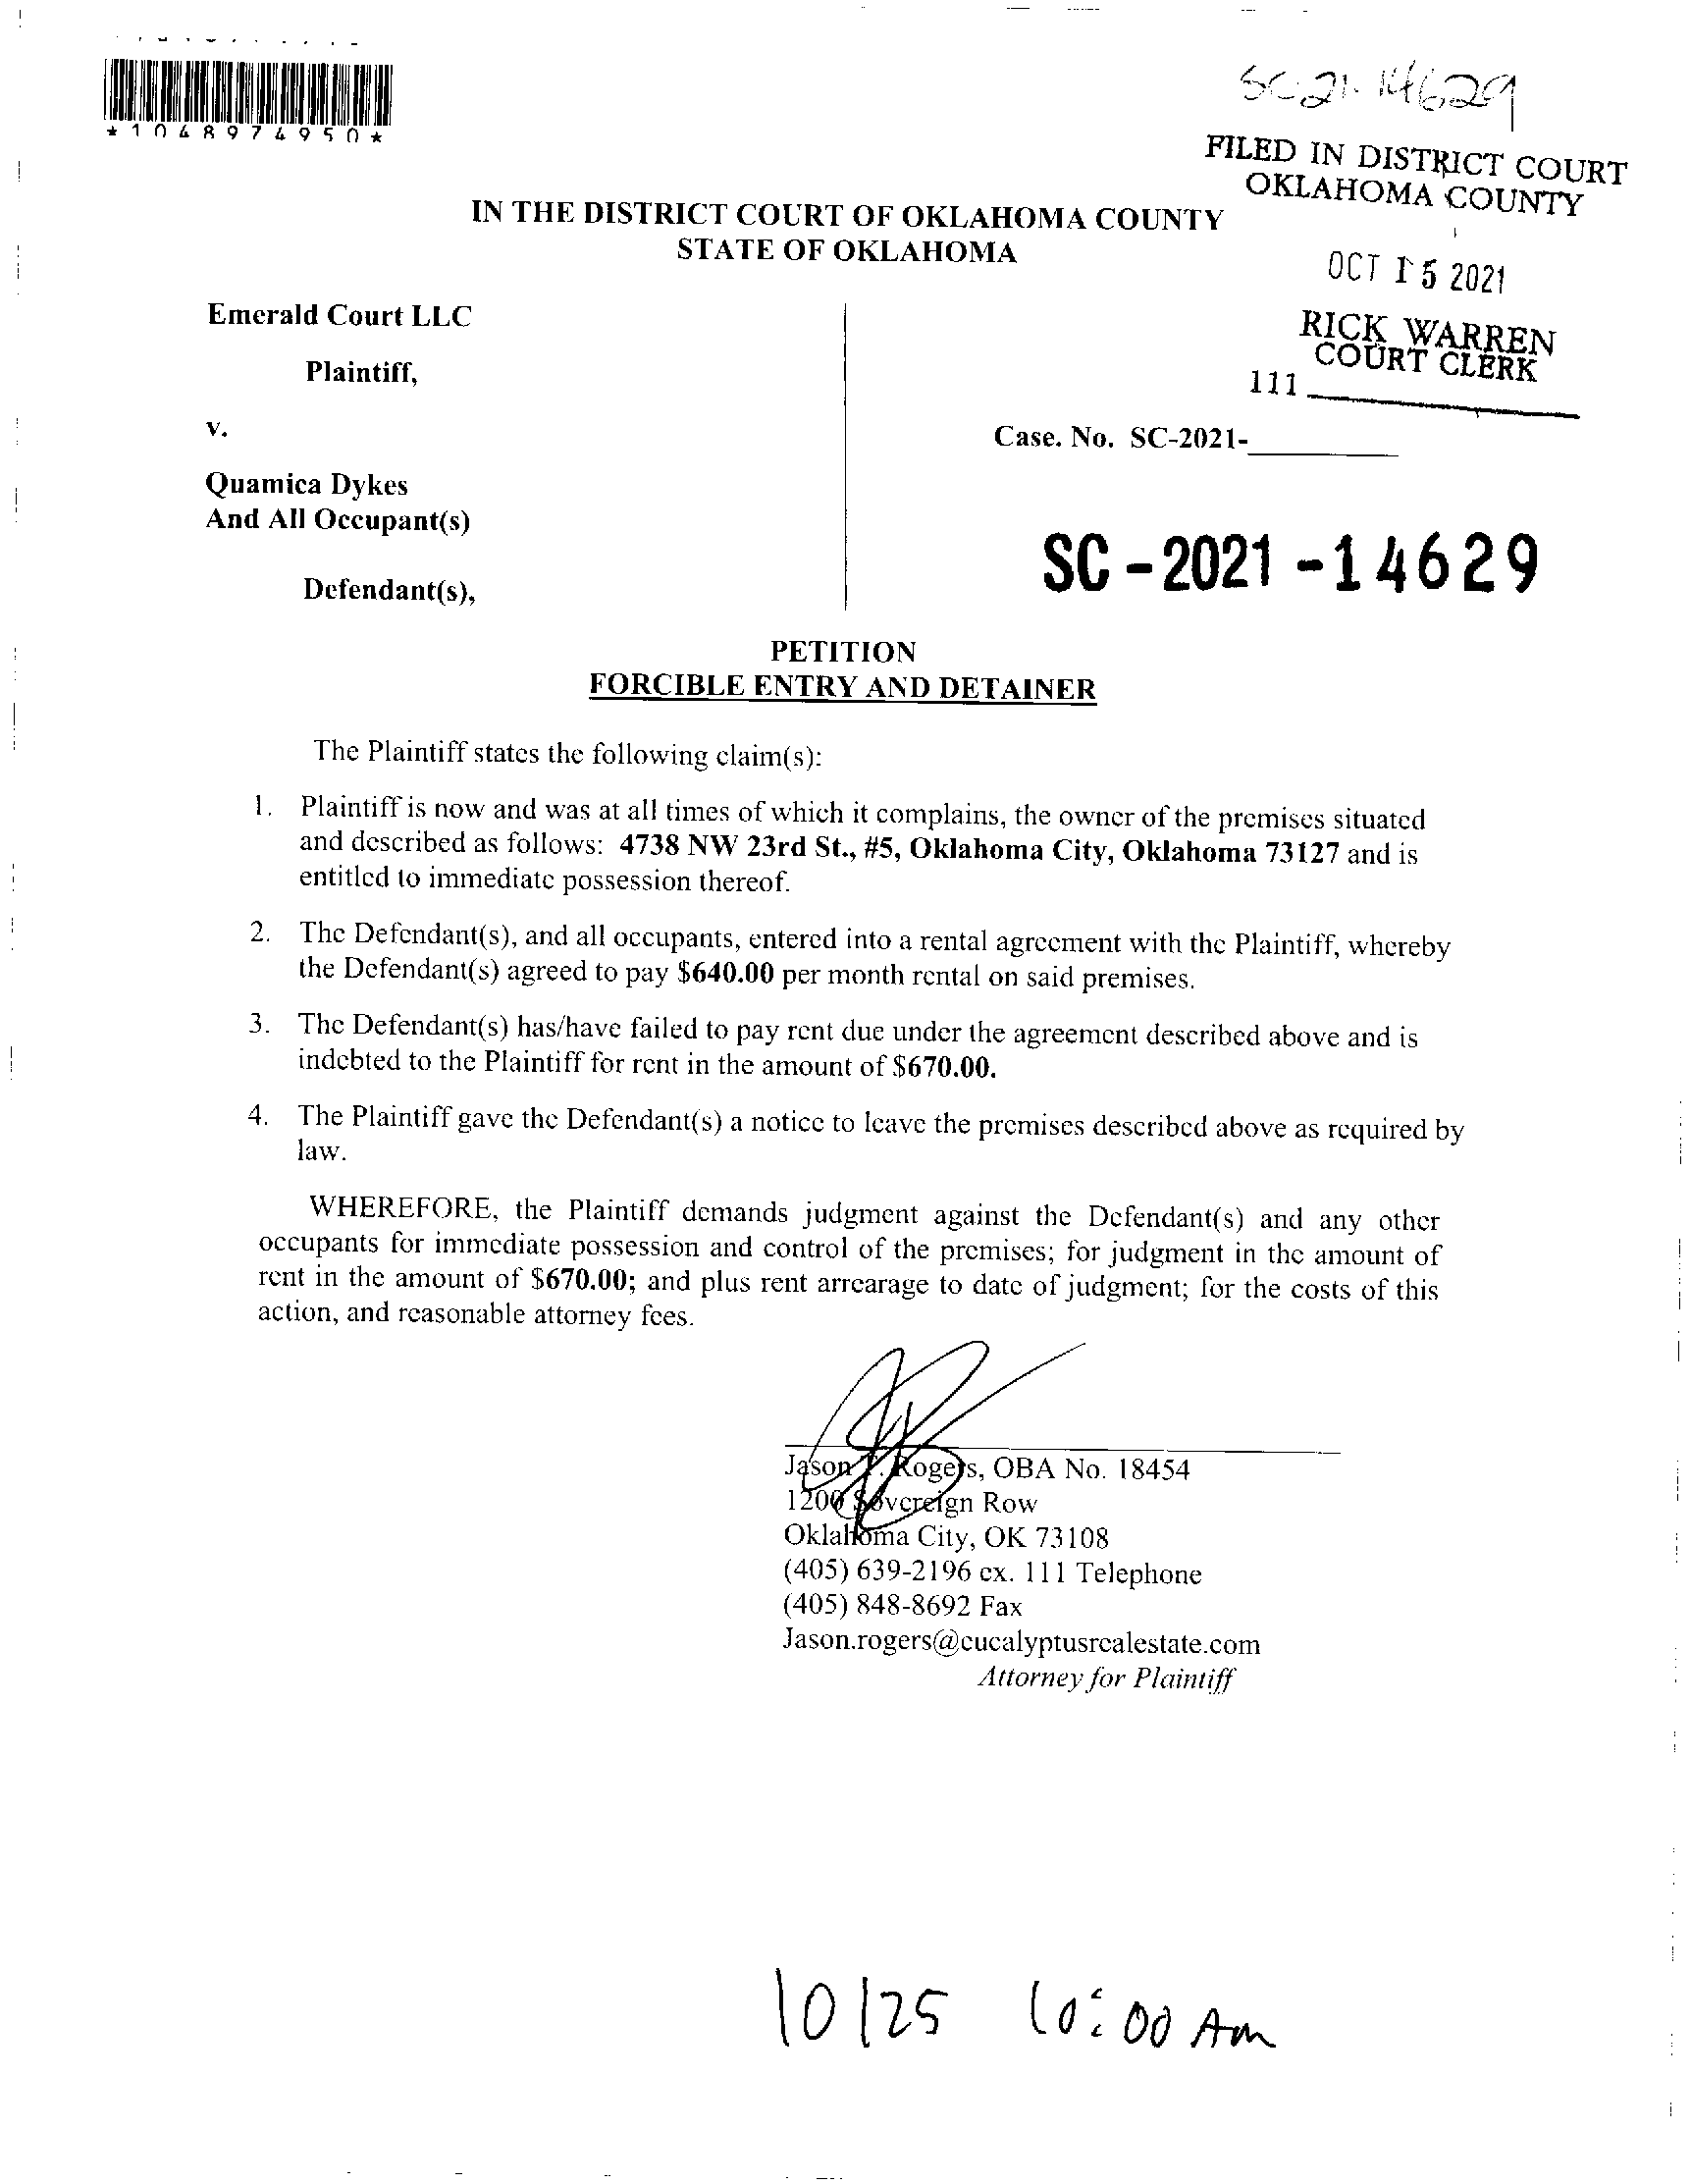 *1048974950*
SC-21-14629
FILED IN DISTRICT COURT
OKLAHOMA COUNTY
OCT 15 2021
RICK WARREN
COURT CLERK
111
IN THE DISTRICT COURT OF OKLAHOMA COUNTY
STATE OF OKLAHOMA
Emerald Court LLC
Plaintiff,
v.
Quamica Dykes
And All Occupant(s)
Defendant(s),
Case. No. SC-2021-________
SC-2021-14629
PETITION
FORCIBLE ENTRY AND DETAINER
The Plaintiff states the following claim(s):
1. Plaintiff is now and was at all times of which it complains, the owner of the premises situated
and described as follows: 4738 NW 23rd St., #5, Oklahoma City, Oklahoma 73127 and is
entitled to immediate possession thereof.
2. The Defendant(s), and all occupants, entered into a rental agreement with the Plaintiff, whereby
the Defendant(s) agreed to pay $640.00 per month rental on said premises.
3. The Defendant(s) has/have failed to pay rent due under the agreement described above and is
indebted to the Plaintiff for rent in the amount of $670.00.
4. The Plaintiff gave the Defendant(s) a notice to leave the premises described above as required by
law.
WHEREFORE, the Plaintiff demands judgment against the Defendant(s) and any other
occupants for immediate possession and control of the premises; for judgment in the amount of
rent in the amount of $670.00; and plus rent arrearage to date of judgment; for the costs of this
action, and reasonable attorney fees.
Jason Rogers, OBA No. 18454
1200 Sovereign Row
Oklahoma City, OK 73108
(405) 639-2196 ex. 111 Telephone
(405) 848-8692 Fax
Jason.rogers@eucalyptusrealestate.com
Attorney for Plaintiff
10/25 10:00 Am